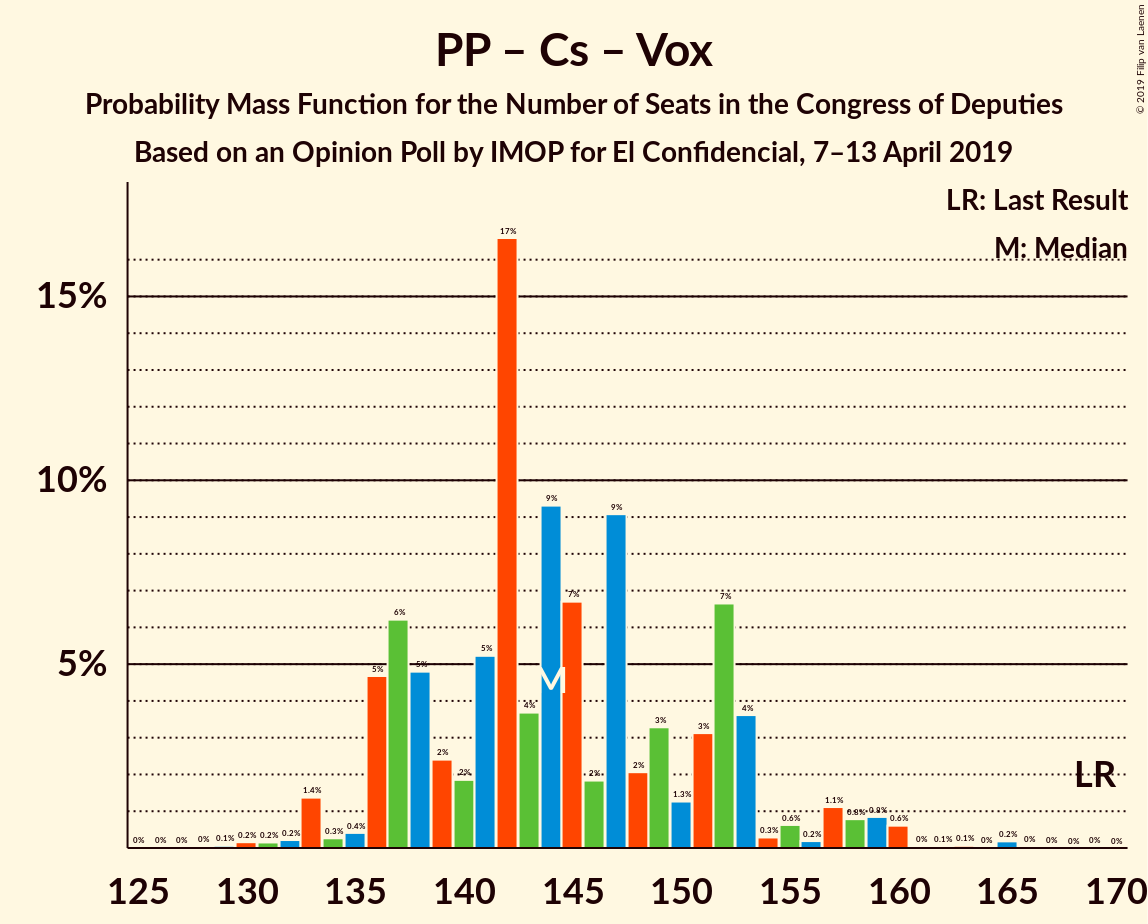 © 2019 Filip van Laenen
PP – Cs – Vox
Probability Mass Function for the Number of Seats in the Congress of Deputies
Based on an Opinion Poll by IMOP for El Confidencial, 7–13 April 2019
LR: Last Result
M: Median
15%
10%
5%
0% 0% 0% 0% 0.1% 0.2% 0.2% 0.2% 1.4% 0.3% 0.4% 5% 6% 5% 2% 2% 5% 17% 4% 9% 7% 2% 9% 2% 3% 1.3% 3% 7% 4% 0.3% 0.6% 0.2% 1.1% 0.8% 0.8% 0.6% 0% 0.1% 0.1% 0% 0.2% 0% 0% 0% 0% 0%
M
LR
125 130 135 140 145 150 155 160 165 170